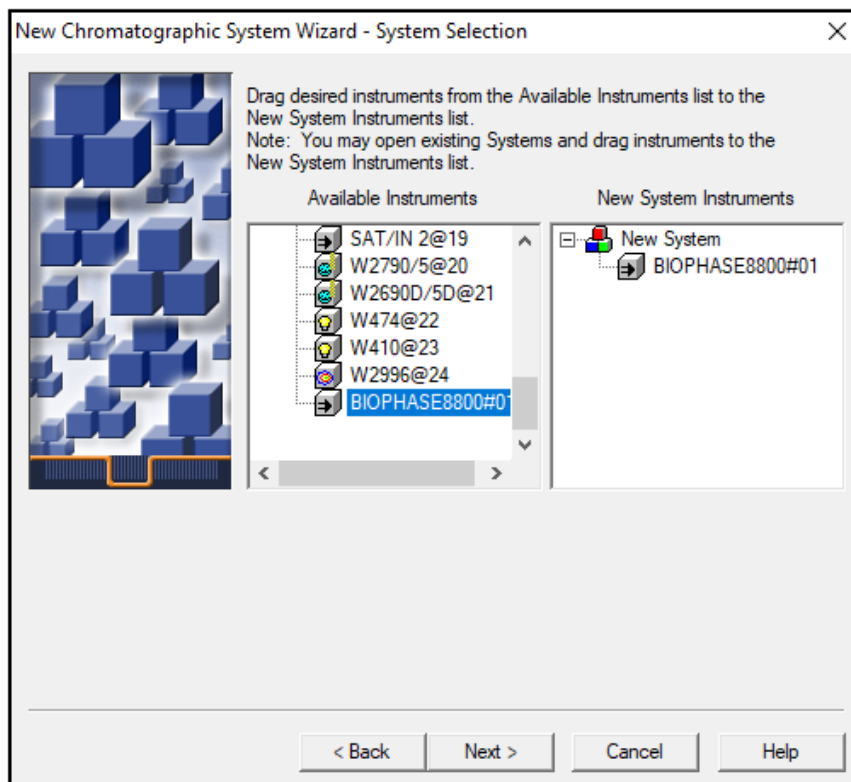 New Chromatographic System Wizard - System Selection
Drag desired instruments from the Available Instruments list to the
New System Instruments list.
Note: You may open existing Systems and drag instruments to the
New System Instruments list.
Available Instruments
New System Instruments
SAT/IN 2@19
W2790/5@20
W2690D/5D@21
W474@22
W410@23
W2996@24
BIOPHASE8800#01
New System
BIOPHASE8800#01
< Back
Next >
Cancel
Help